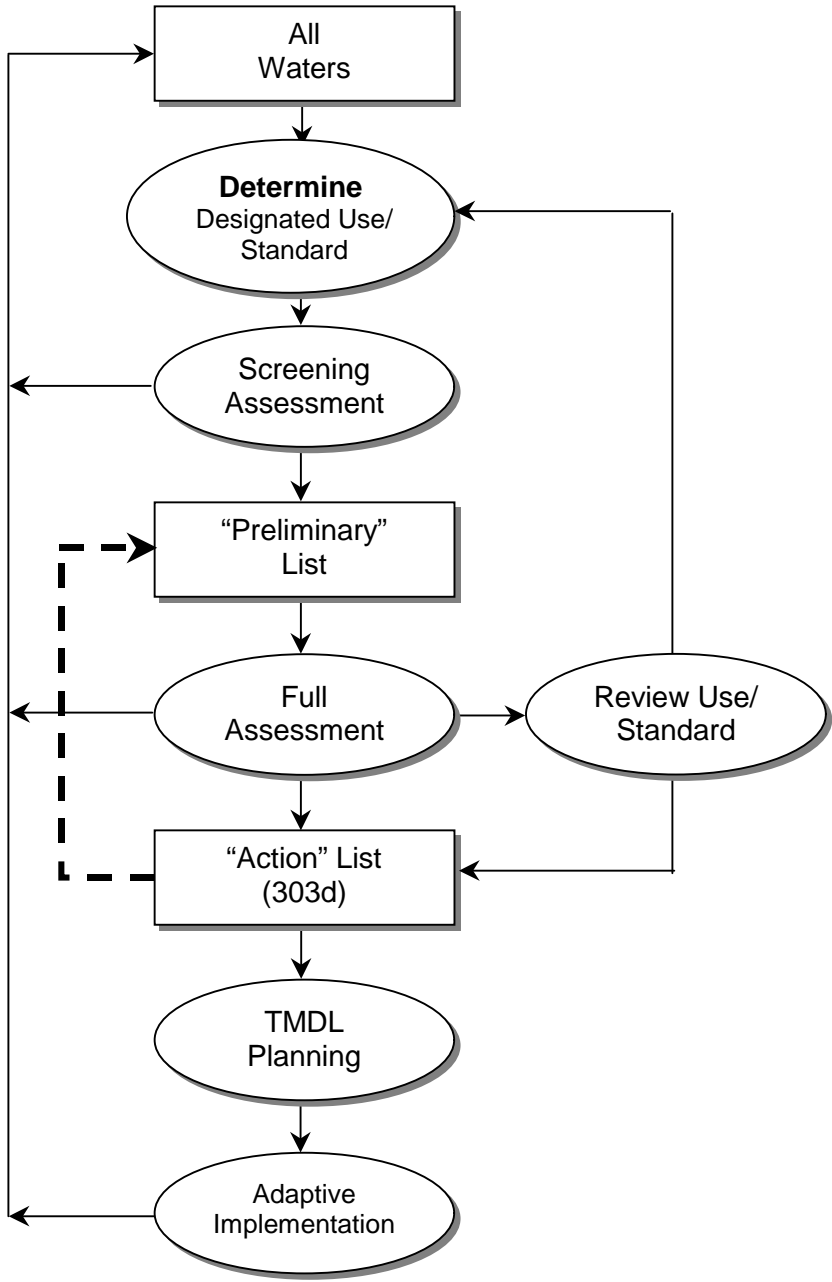 All
Waters
Determine
Designated Use/
Standard
Screening
Assessment
“Preliminary”
List
Full
Assessment
Review Use/
Standard
“Action” List
(303d)
TMDL
Planning
Adaptive
Implementation